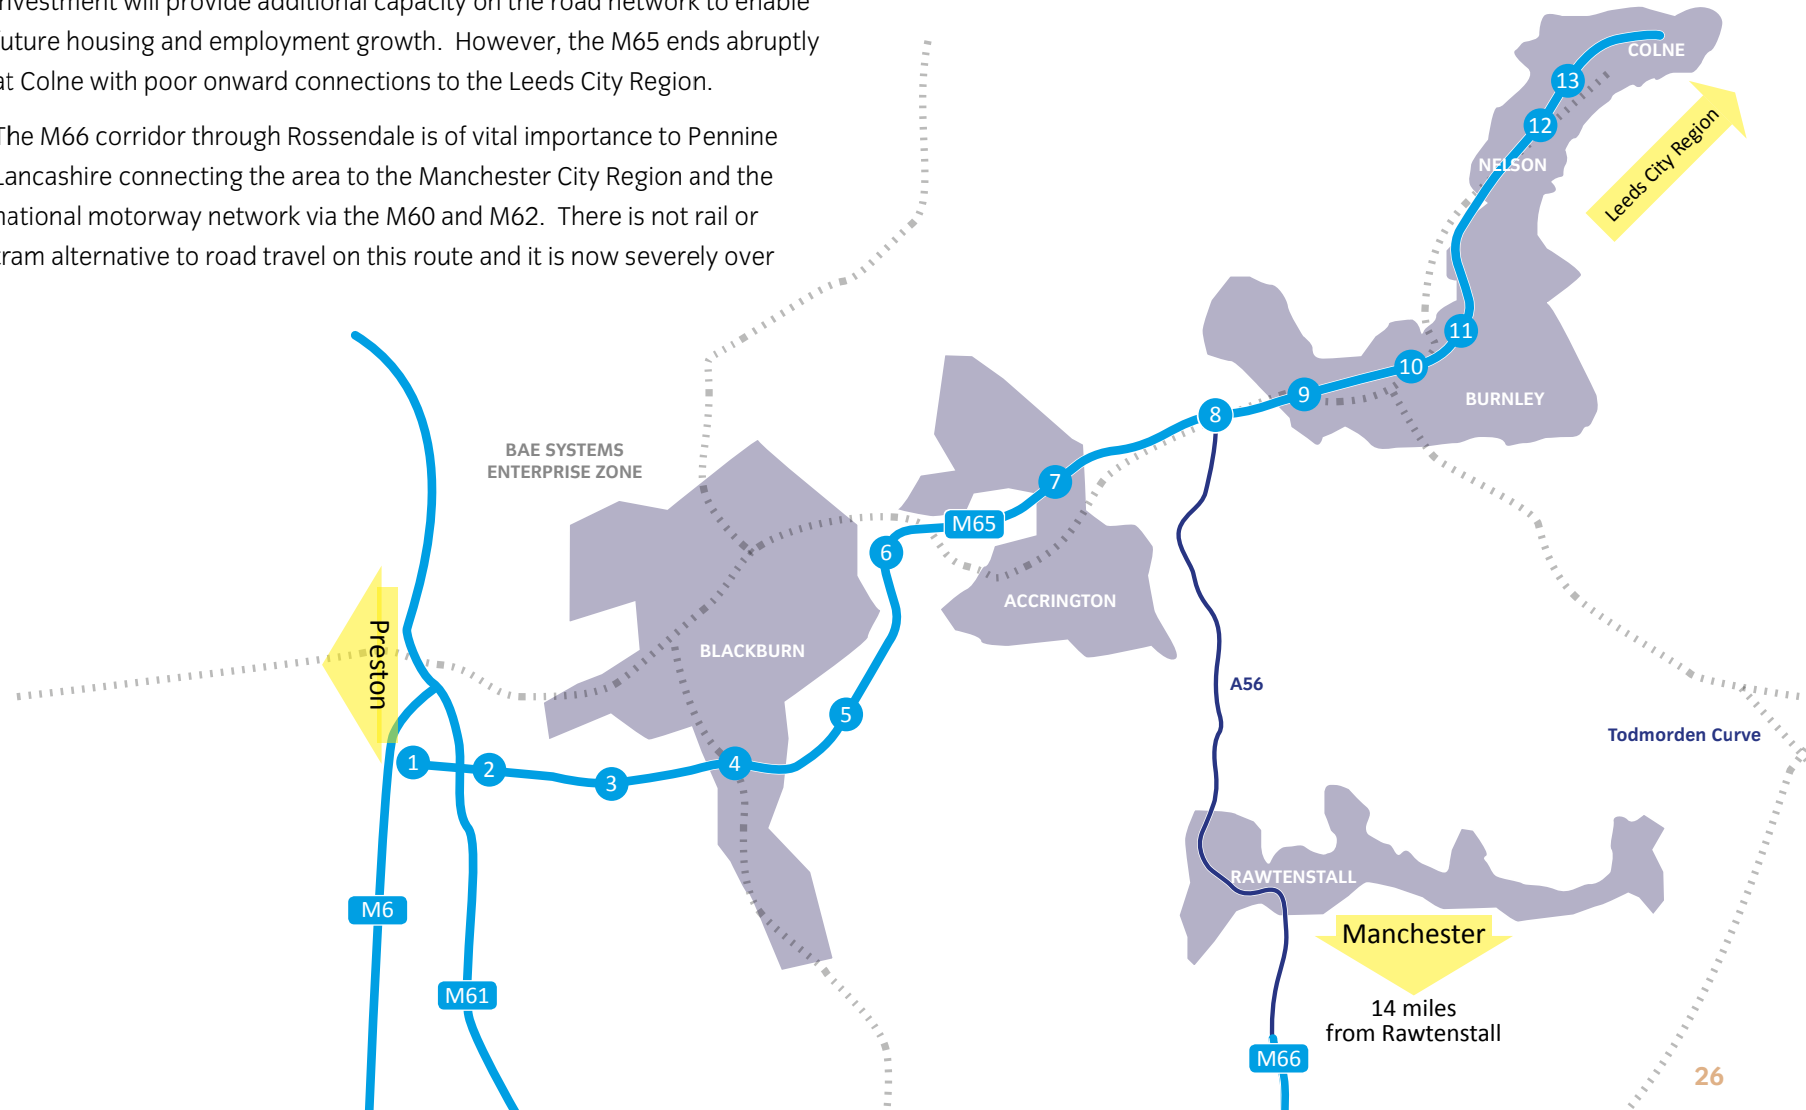 investment will provide additional capacity on the road network to enable
future housing and employment growth.  However, the M65 ends abruptly
at Colne with poor onward connections to the Leeds City Region.
The M66 corridor through Rossendale is of vital importance to Pennine
Lancashire connecting the area to the Manchester City Region and the
national motorway network via the M60 and M62.  There is not rail or
tram alternative to road travel on this route and it is now severely over
COLNE
13
12
NELSON
Leeds City Region
11
10
9
BURNLEY
8
BAE SYSTEMS
ENTERPRISE ZONE
7
M65
6
ACCRINGTON
Preston
BLACKBURN
A56
5
Todmorden Curve
1
2
3
4
RAWTENSTALL
M6
Manchester
M61
14 miles
from Rawtenstall
M66
26